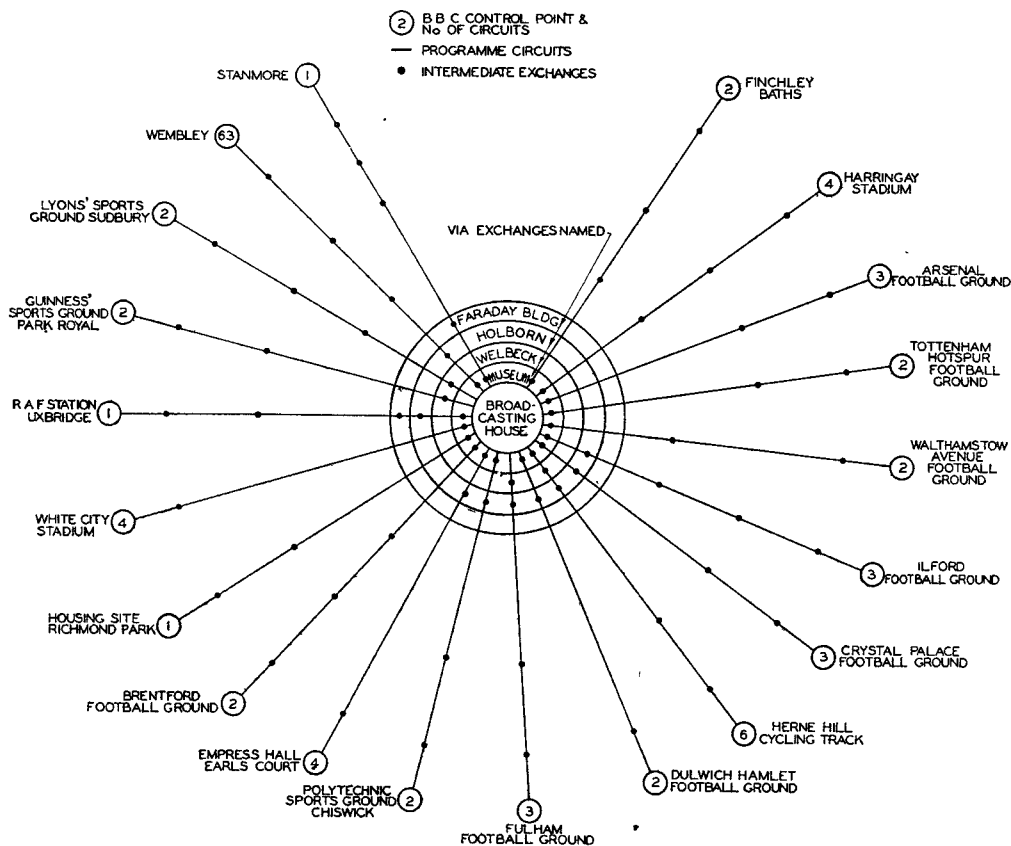 ② B B C CONTROL POINT &
No OF CIRCUITS
— PROGRAMME CIRCUITS
• INTERMEDIATE EXCHANGES
STANMORE 1
2 FINCHLEY
BATHS
WEMBLEY 63
4 HARRINGAY
STADIUM
LYONS' SPORTS
GROUND SUDBURY 2
VIA EXCHANGES NAMED
3 ARSENAL
FOOTBALL GROUND
GUINNESS'
SPORTS GROUND
PARK ROYAL 2
FARADAY BLDG
HOLBORN
WELBECK
MUSEUM
BROAD-
CASTING
HOUSE
2 TOTTENHAM
HOTSPUR
FOOTBALL
GROUND
R A F STATION
UXBRIDGE 1
2 WALTHAMSTOW
AVENUE
FOOTBALL
GROUND
WHITE CITY
STADIUM 4
3 ILFORD
FOOTBALL GROUND
HOUSING SITE
RICHMOND PARK 1
3 CRYSTAL PALACE
FOOTBALL GROUND
BRENTFORD
FOOTBALL GROUND 2
6 HERNE HILL
CYCLING TRACK
EMPRESS HALL
EARLS COURT 4
2 DULWICH HAMLET
FOOTBALL GROUND
POLYTECHNIC
SPORTS GROUND
CHISWICK 2
3
FULHAM
FOOTBALL GROUND